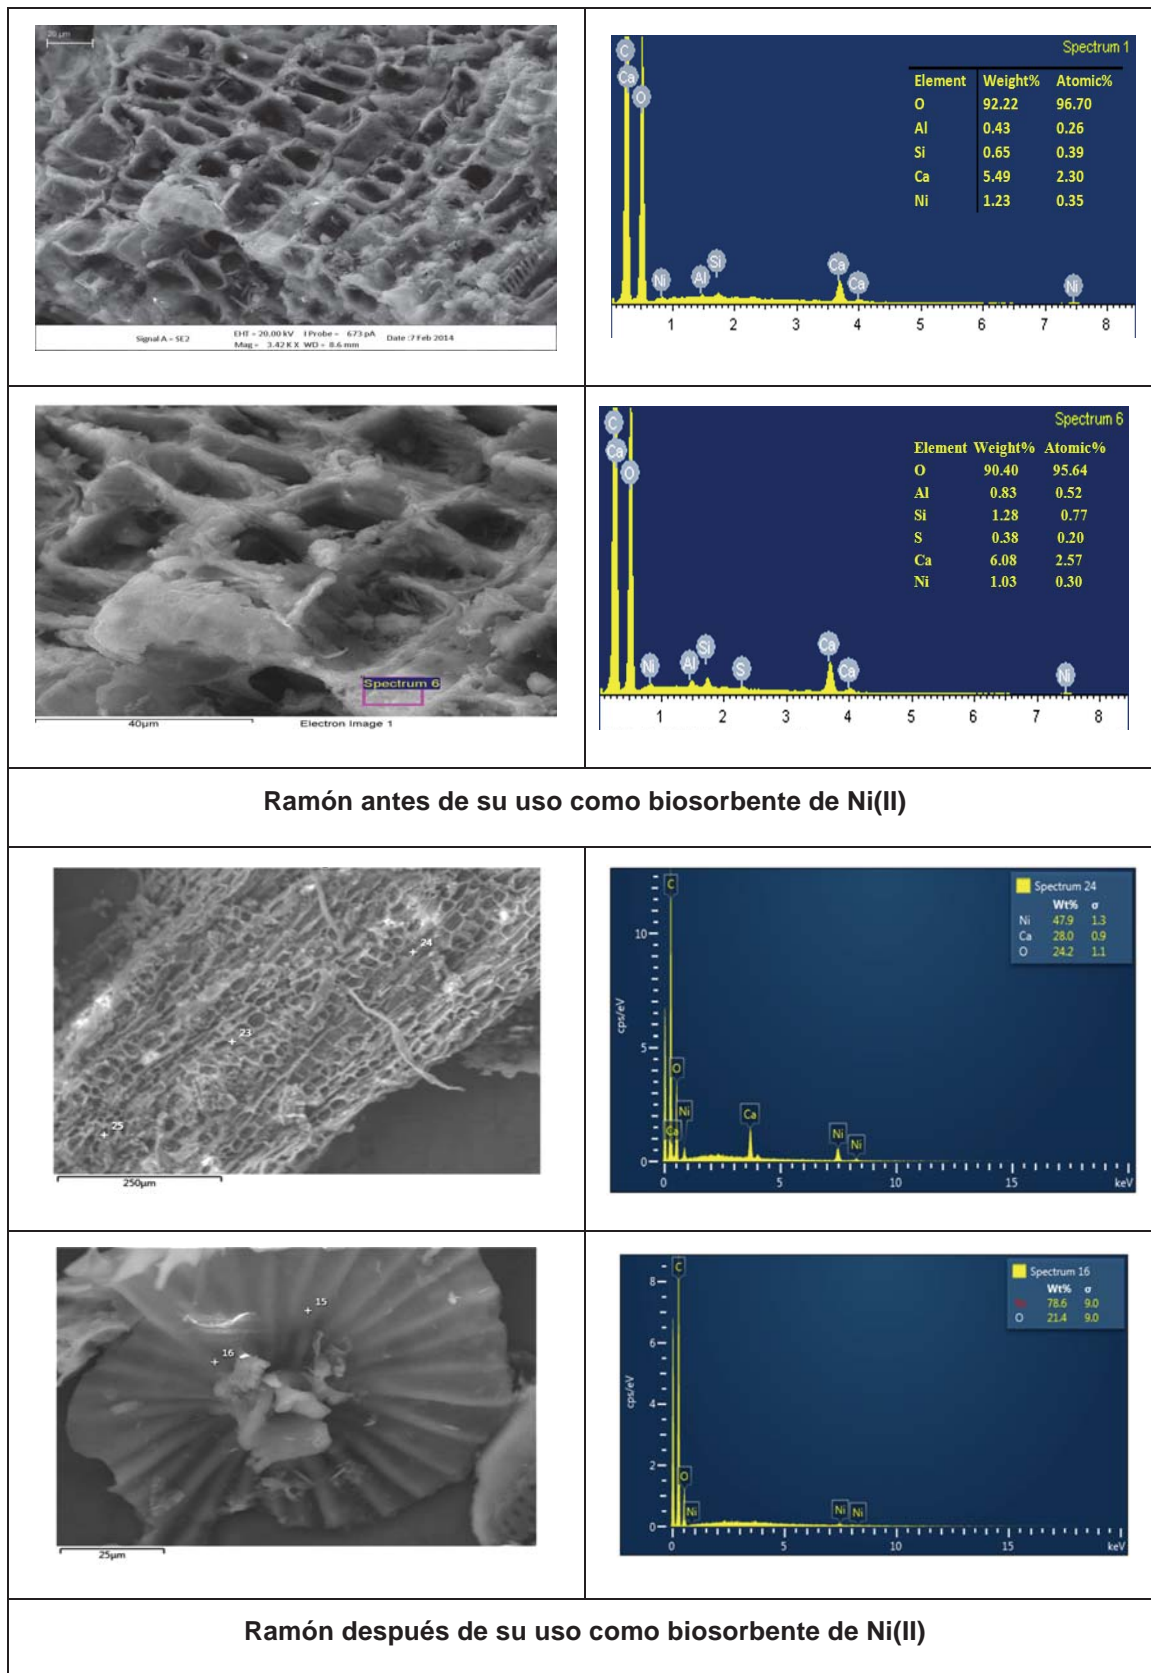 20 µm
Signal A = SE2
EHT = 20.00 kV I Probe = 673 pA
Mag = 3.42 K X WD = 8.6 mm
Date :7 Feb 2014
Spectrum 1
Element Weight% Atomic%
O 92.22 96.70
Al 0.43 0.26
Si 0.65 0.39
Ca 5.49 2.30
Ni 1.23 0.35
C
Ca
O
Ni
Al
Si
Ca
Ca
Ni
1 2 3 4 5 6 7 8
Spectrum 6
40µm
Electron Image 1
Spectrum 6
Element Weight% Atomic%
O 90.40 95.64
Al 0.83 0.52
Si 1.28 0.77
S 0.38 0.20
Ca 6.08 2.57
Ni 1.03 0.30
C
Ca
O
Ni
Al
Si
S
Ca
Ca
Ni
1 2 3 4 5 6 7 8
Ramón antes de su uso como biosorbente de Ni(II)
24
23
25
250µm
Spectrum 24
Wt% σ
Ni 47.9 1.3
Ca 28.0 0.9
O 24.2 1.1
cps/eV
10
5
0
C
O
Ca
Ni
Ca
Ni
Ni
0 5 10 15 keV
15
16
25µm
Spectrum 16
Wt% σ
78.6 9.0
O 21.4 9.0
cps/eV
8
6
4
2
0
C
O
Ni
Ni
Ni
0 5 10 15 keV
Ramón después de su uso como biosorbente de Ni(II)